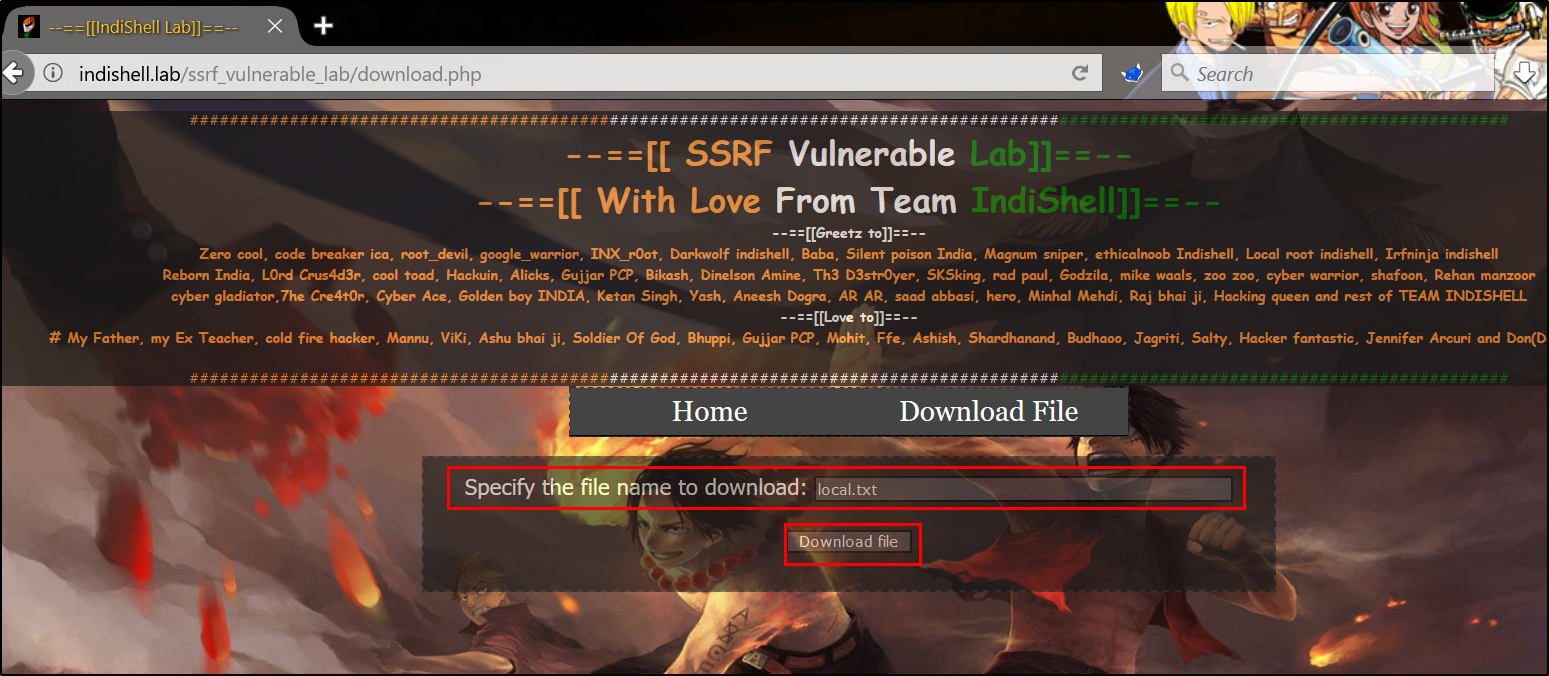 --==[[IndiShell Lab]]==--
indishell.lab/ssrf_vulnerable_lab/download.php
Search
###################################################################################################################################
--==[[ SSRF Vulnerable Lab]]==--
--==[[ With Love From Team IndiShell]]==--
--==[[Greetz to]]==--
Zero cool, code breaker ica, root_devil, google_warrior, INX_r0ot, Darkwolf indishell, Baba, Silent poison India, Magnum sniper, ethicalnoob Indishell, Local root indishell, Irfninja indishell
Reborn India, L0rd Crus4d3r, cool toad, Hackuin, Alicks, Gujjar PCP, Bikash, Dinelson Amine, Th3 D3str0yer, SKSking, rad paul, Godzila, mike waals, zoo zoo, cyber warrior, shafoon, Rehan manzoor
cyber gladiator,7he Cre4t0r, Cyber Ace, Golden boy INDIA, Ketan Singh, Yash, Aneesh Dogra, AR AR, saad abbasi, hero, Minhal Mehdi, Raj bhai ji, Hacking queen and rest of TEAM INDISHELL
--==[[Love to]]==--
# My Father, my Ex Teacher, cold fire hacker, Mannu, ViKi, Ashu bhai ji, Soldier Of God, Bhuppi, Gujjar PCP, Mohit, Ffe, Ashish, Shardhanand, Budhaoo, Jagriti, Salty, Hacker fantastic, Jennifer Arcuri and Don(D
###################################################################################################################################
Home Download File
Specify the file name to download: local.txt
Download file